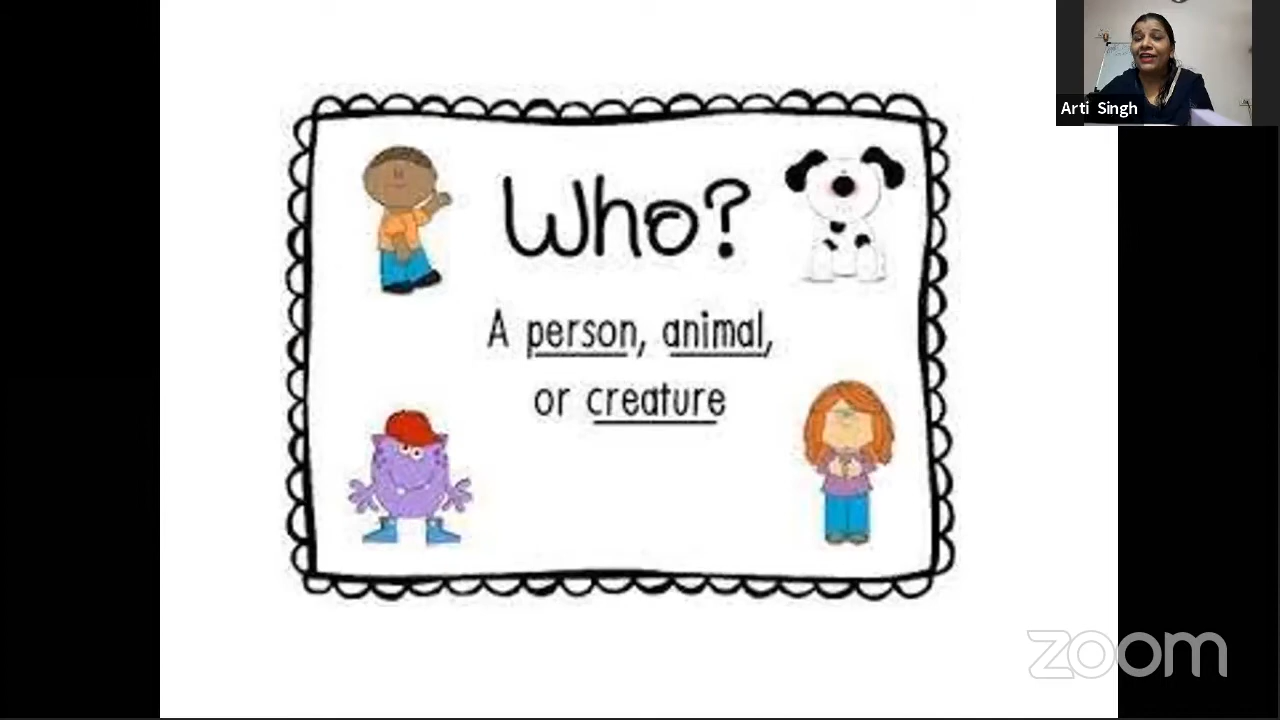 Arti Singh
Who?
A person, animal,
or creature
zoom